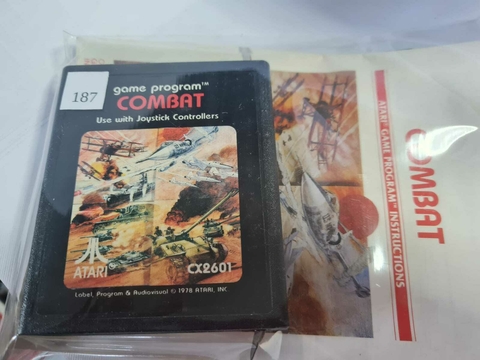 187
game program™
COMBAT
Use with Joystick Controllers
ATARI
CX2601
Label, Program & Audiovisual © 1978 ATARI, INC
ATARI GAME PROGRAM™ INSTRUCTIONS
COMBAT